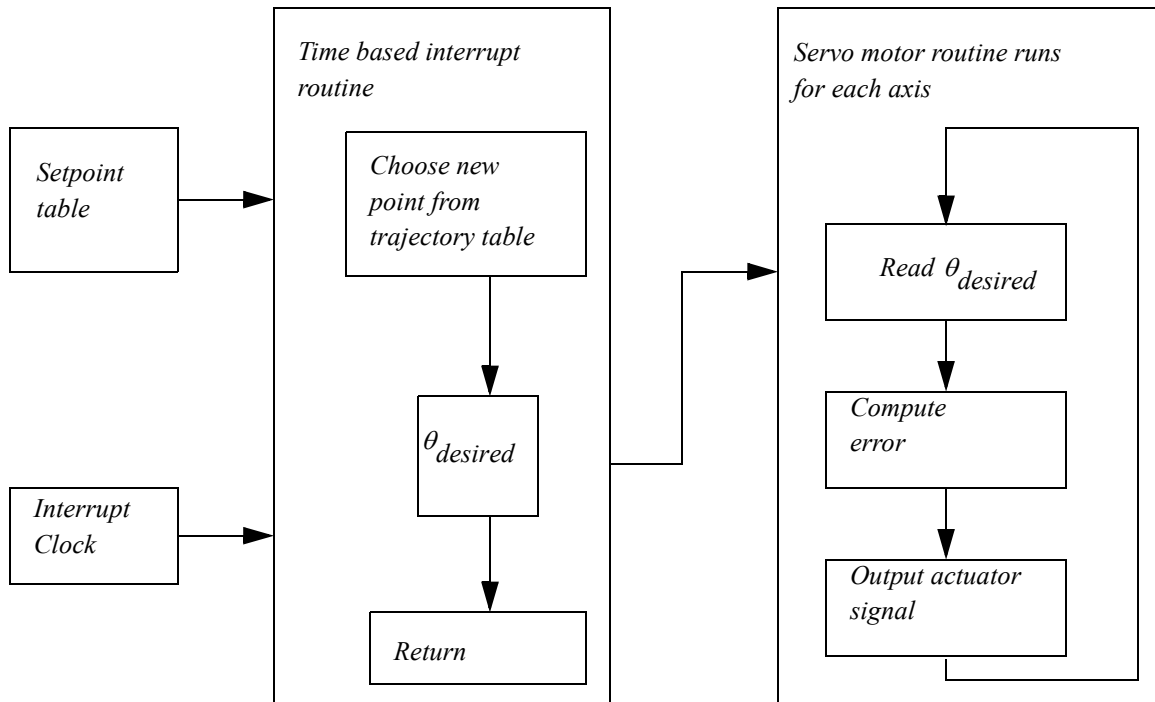 Time based interrupt
routine
Servo motor routine runs
for each axis
Setpoint
table
Choose new
point from
trajectory table
Read θdesired
θdesired
Compute
error
Interrupt
Clock
Output actuator
signal
Return